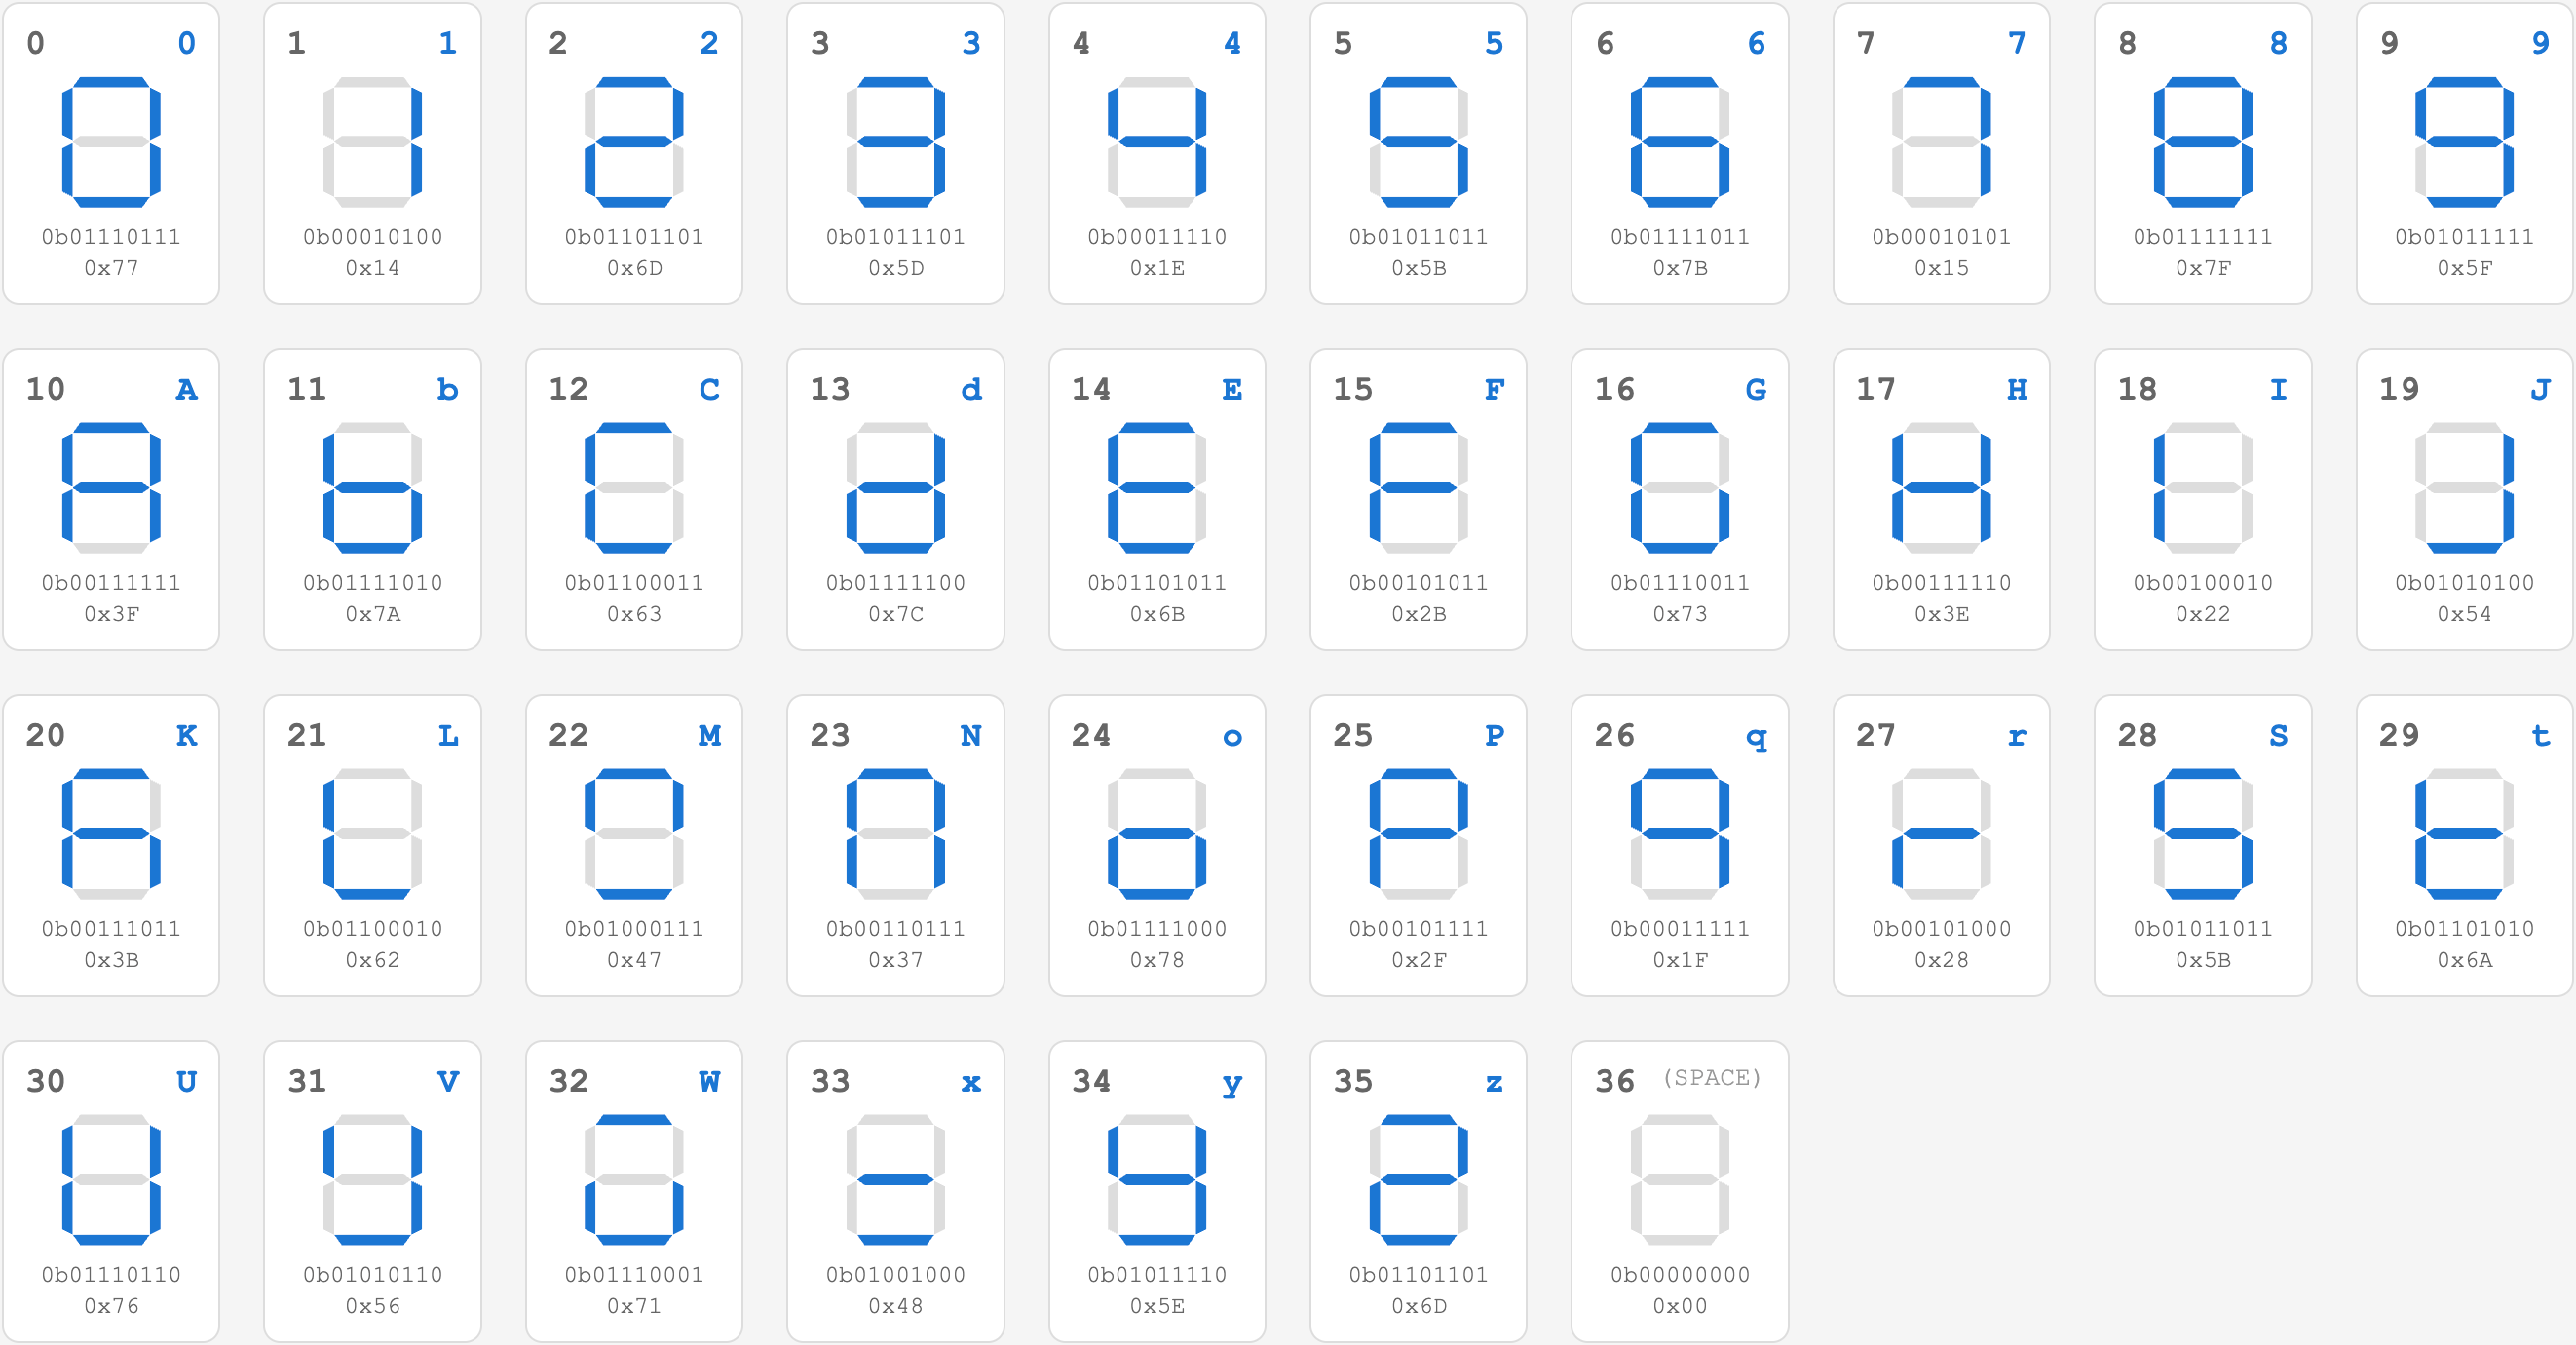 0 0 1 1 2 2 3 3 4 4 5 5 6 6 7 7 8 8 9 9
0b01110111 0b00010100 0b01101101 0b01011101 0b00011110 0b01011011 0b01111011 0b00010101 0b01111111 0b01011111
0x77 0x14 0x6D 0x5D 0x1E 0x5B 0x7B 0x15 0x7F 0x5F
10 A 11 b 12 C 13 d 14 E 15 F 16 G 17 H 18 I 19 J
0b00111111 0b01111010 0b01100011 0b01111100 0b01101011 0b00101011 0b01110011 0b00111110 0b00100010 0b01010100
0x3F 0x7A 0x63 0x7C 0x6B 0x2B 0x73 0x3E 0x22 0x54
20 K 21 L 22 M 23 N 24 o 25 P 26 q 27 r 28 S 29 t
0b00111011 0b01100010 0b01000111 0b00110111 0b01111000 0b00101111 0b00011111 0b00101000 0b01011011 0b01101010
0x3B 0x62 0x47 0x37 0x78 0x2F 0x1F 0x28 0x5B 0x6A
30 U 31 V 32 W 33 x 34 y 35 z 36 (SPACE)
0b01110110 0b01010110 0b01110001 0b01001000 0b01011110 0b01101101 0b00000000
0x76 0x56 0x71 0x48 0x5E 0x6D 0x00